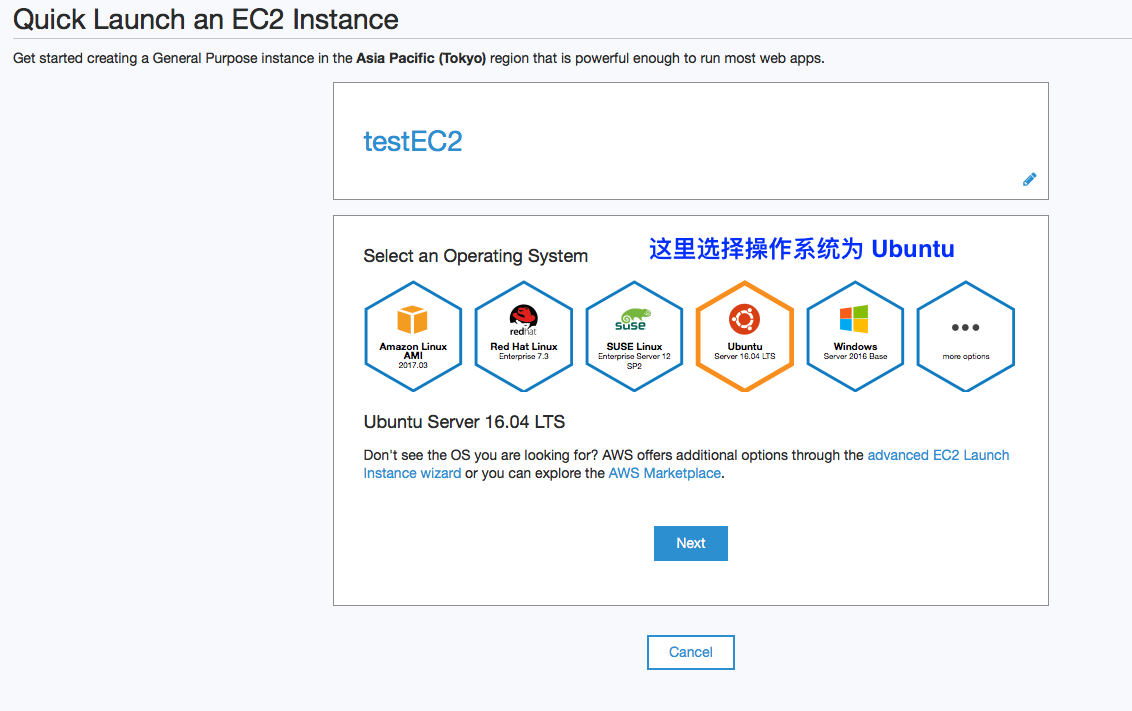 Quick Launch an EC2 Instance
Get started creating a General Purpose instance in the Asia Pacific (Tokyo) region that is powerful enough to run most web apps.
testEC2
Select an Operating System
这里选择操作系统为 Ubuntu
Amazon Linux
AMI
2017.03
redhat
Red Hat Linux
Enterprise 7.3
SUSE
SUSE Linux
Enterprise Server 12
SP2
Ubuntu
Server 16.04 LTS
Windows
Server 2016 Base
more options
Ubuntu Server 16.04 LTS
Don't see the OS you are looking for? AWS offers additional options through the advanced EC2 Launch
Instance wizard or you can explore the AWS Marketplace.
Next
Cancel